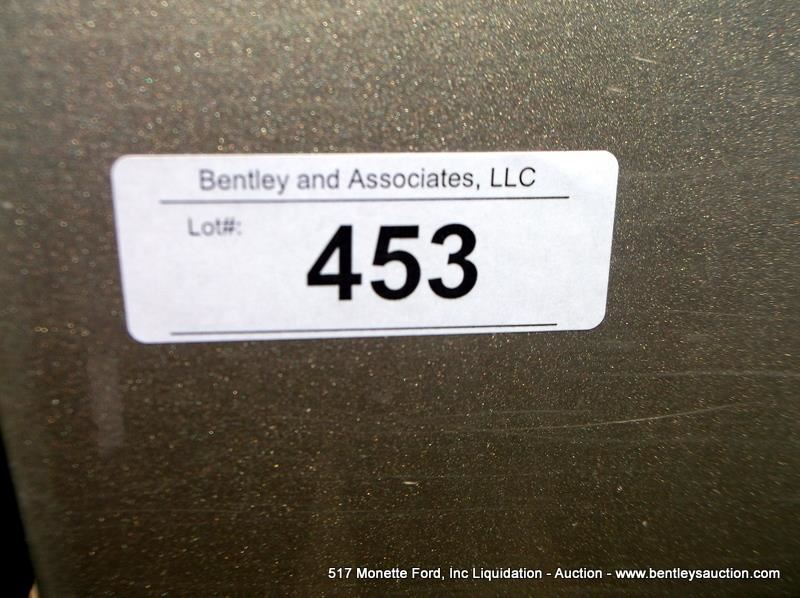 Bentley and Associates, LLC
Lot#:
453
517 Monette Ford, Inc Liquidation - Auction - www.bentleysauction.com